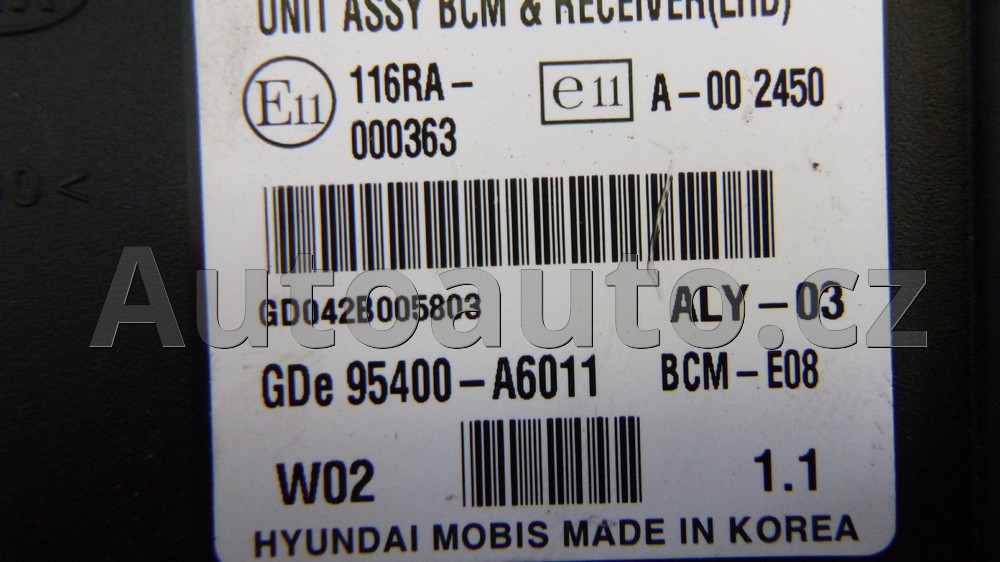 UNIT ASSY BCM & RECEIVER(LHD)
E11 116RA- e11 A-00 2450
000363
Autoauto.cz
GD042B005803 ALY-03
GDe 95400-A6011 BCM-E08
W02 1.1
HYUNDAI MOBIS MADE IN KOREA